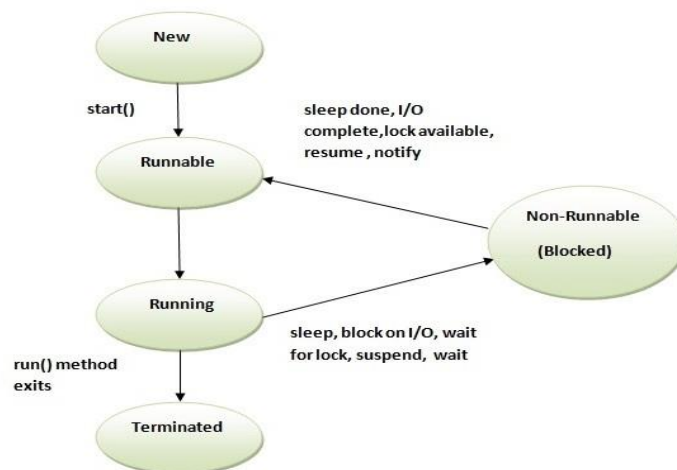 New
start()
sleep done, I/O
complete,lock available,
resume , notify
Runnable
Non-Runnable
(Blocked)
Running
sleep, block on I/O, wait
for lock, suspend, wait
run() method
exits
Terminated